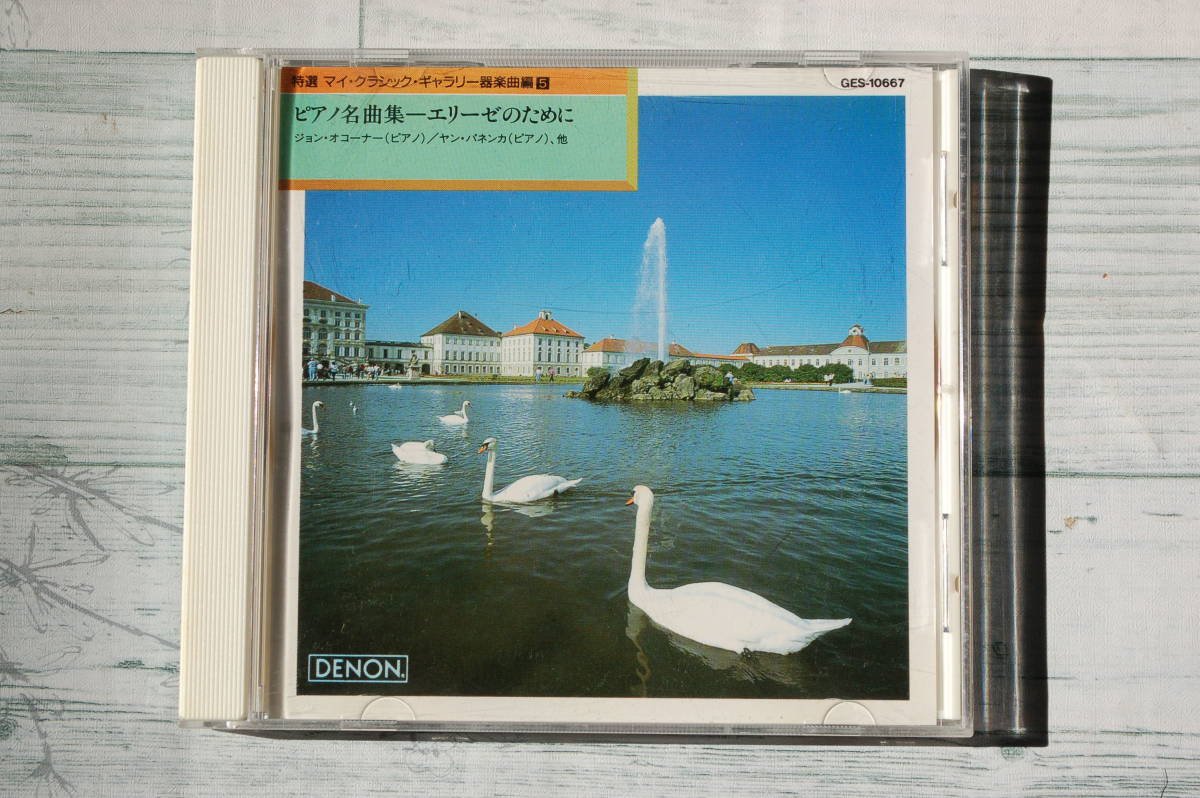 特選 マイ・クラシック・ギャラリー器楽曲編5
GES-10667
ピアノ名曲集―エリーゼのために
ジョン・オコーナー(ピアノ)/ヤン・パネンカ(ピアノ)、他
DENON®